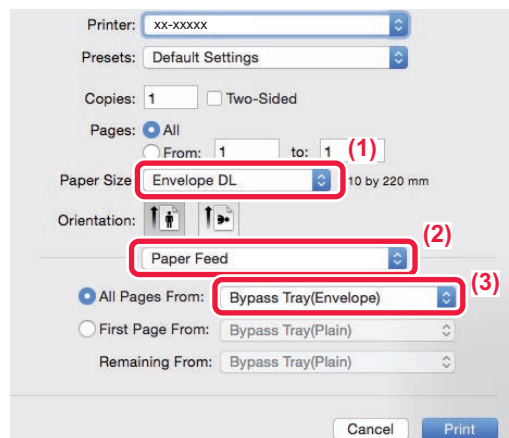 Printer: xx-xxxxx
Presets: Default Settings
Copies: 1 Two-Sided
Pages: All
From: 1 to: 1 (1)
Paper Size Envelope DL 10 by 220 mm
Orientation:
(2)
Paper Feed
(3)
All Pages From: Bypass Tray(Envelope)
First Page From: Bypass Tray(Plain)
Remaining From: Bypass Tray(Plain)
Cancel Print